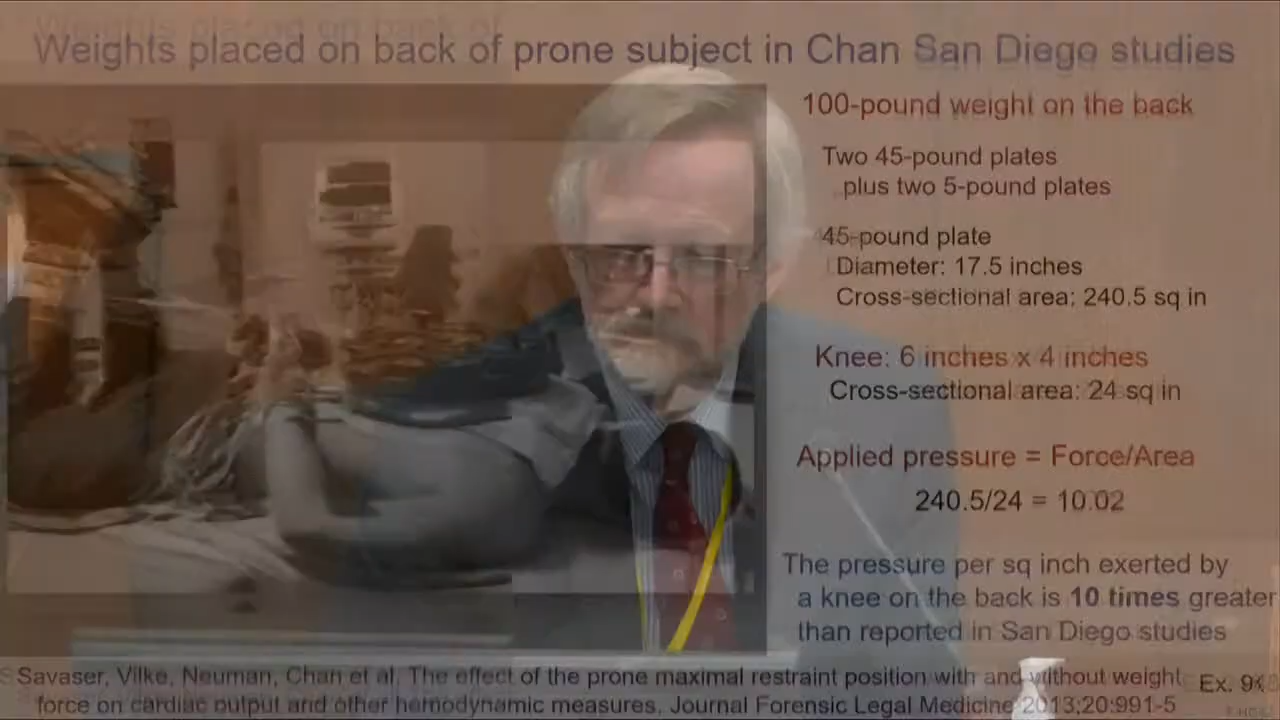 Weights placed on back of prone subject in Chan San Diego studies
100-pound weight on the back
Two 45-pound plates
plus two 5-pound plates
45-pound plate
Diameter: 17.5 inches
Cross-sectional area: 240.5 sq in
Knee: 6 inches x 4 inches
Cross-sectional area: 24 sq in
Applied pressure = Force/Area
240.5/24 = 10.02
The pressure per sq inch exerted by
a knee on the back is 10 times greater
than reported in San Diego studies
Savaser, Vilke, Neuman, Chan et al, The effect of the prone maximal restraint position with and without weight
force on cardiac output and other hemodynamic measures, Journal Forensic Legal Medicine 2013;20:991-5
Ex.